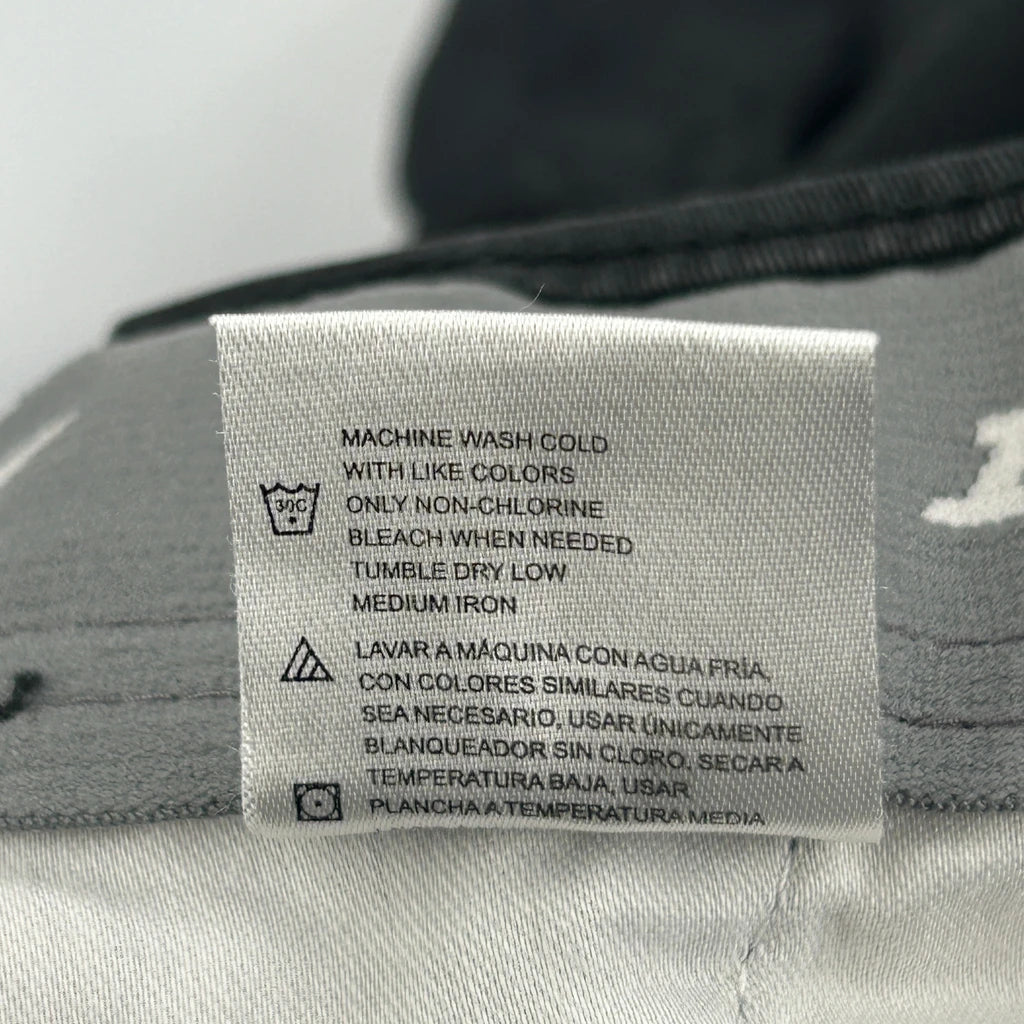 MACHINE WASH COLD
WITH LIKE COLORS
30C
ONLY NON-CHLORINE
BLEACH WHEN NEEDED
TUMBLE DRY LOW
MEDIUM IRON
LAVAR A MÁQUINA CON AGUA FRÍA
CON COLORES SIMILARES CUANDO
SEA NECESARIO, USAR ÚNICAMENTE
BLANQUEADOR SIN CLORO, SECAR A
TEMPERATURA BAJA, USAR
PLANCHA A TEMPERATURA MEDIA